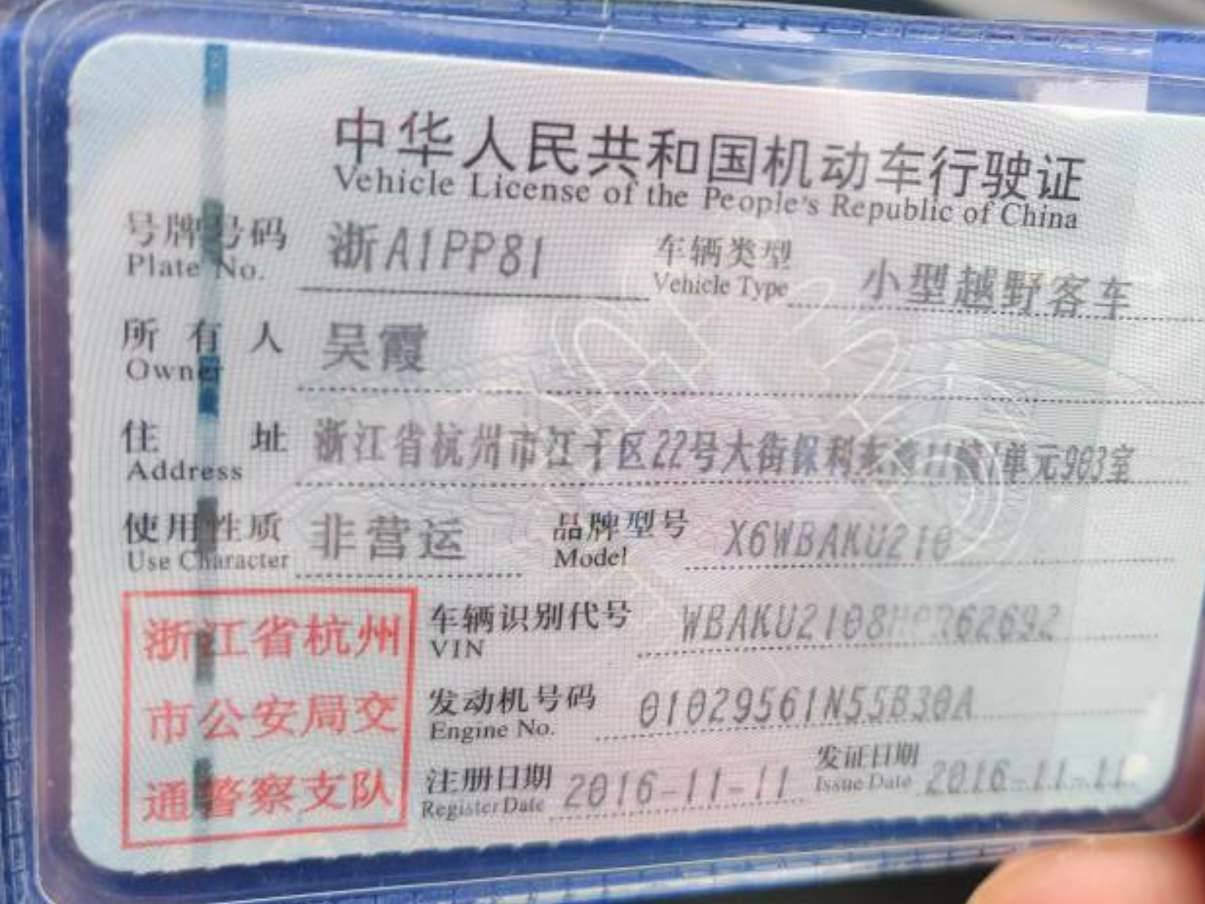 中华人民共和国机动车行驶证
Vehicle License of the People's Republic of China
号牌号码 浙A1PP81 车辆类型 小型越野客车
Plate No. Vehicle Type
所有人 吴霞
Owner
住址 浙江省杭州市江干区22号大街保利东湾11幢1单元903室
Address
使用性质 非营运 品牌型号 X6WBAKU210
Use Character Model
浙江省杭州
市公安局交
通警察支队
车辆识别代号
VIN
发动机号码 01029561N55B30A
Engine No.
注册日期 2016-11-11 发证日期 2016-11-11
Register Date Issue Date